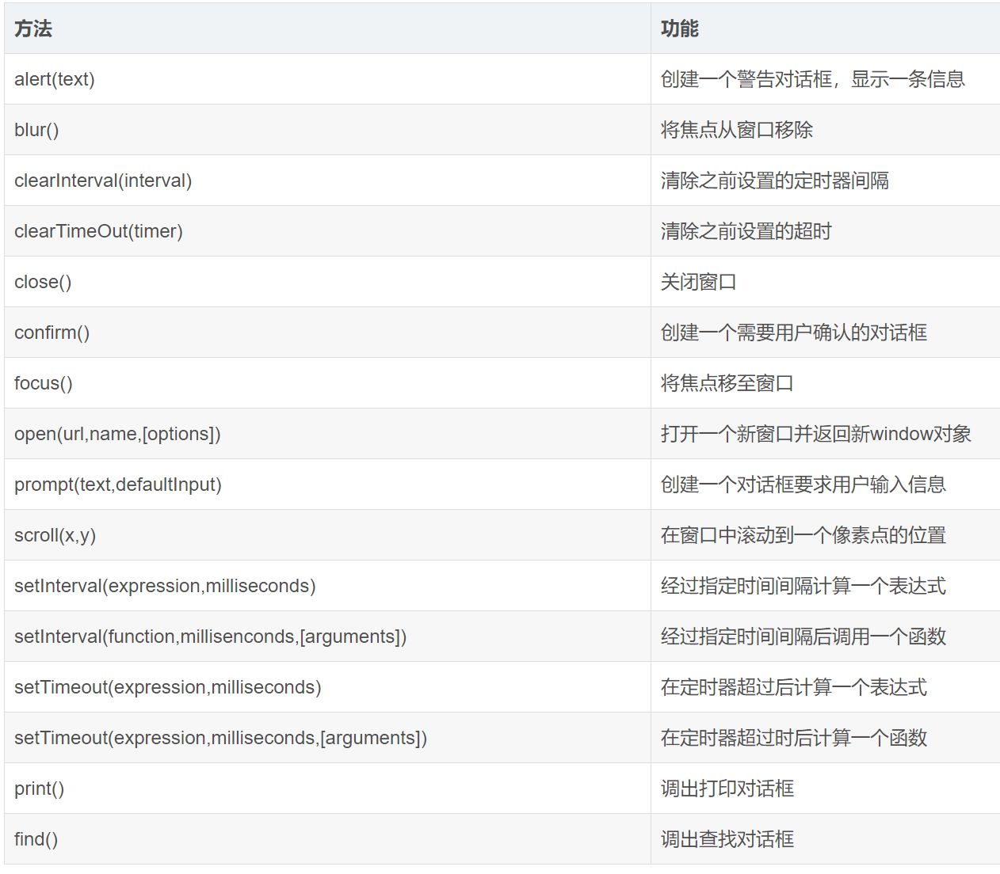 方法 功能
alert(text) 创建一个警告对话框，显示一条信息
blur() 将焦点从窗口移除
clearInterval(interval) 清除之前设置的定时器间隔
clearTimeOut(timer) 清除之前设置的超时
close() 关闭窗口
confirm() 创建一个需要用户确认的对话框
focus() 将焦点移至窗口
open(url,name,[options]) 打开一个新窗口并返回新window对象
prompt(text,defaultInput) 创建一个对话框要求用户输入信息
scroll(x,y) 在窗口中滚动到一个像素点的位置
setInterval(expression,milliseconds) 经过指定时间间隔计算一个表达式
setInterval(function,millisenconds,[arguments]) 经过指定时间间隔后调用一个函数
setTimeout(expression,milliseconds) 在定时器超过后计算一个表达式
setTimeout(expression,milliseconds,[arguments]) 在定时器超过时后计算一个函数
print() 调出打印对话框
find() 调出查找对话框